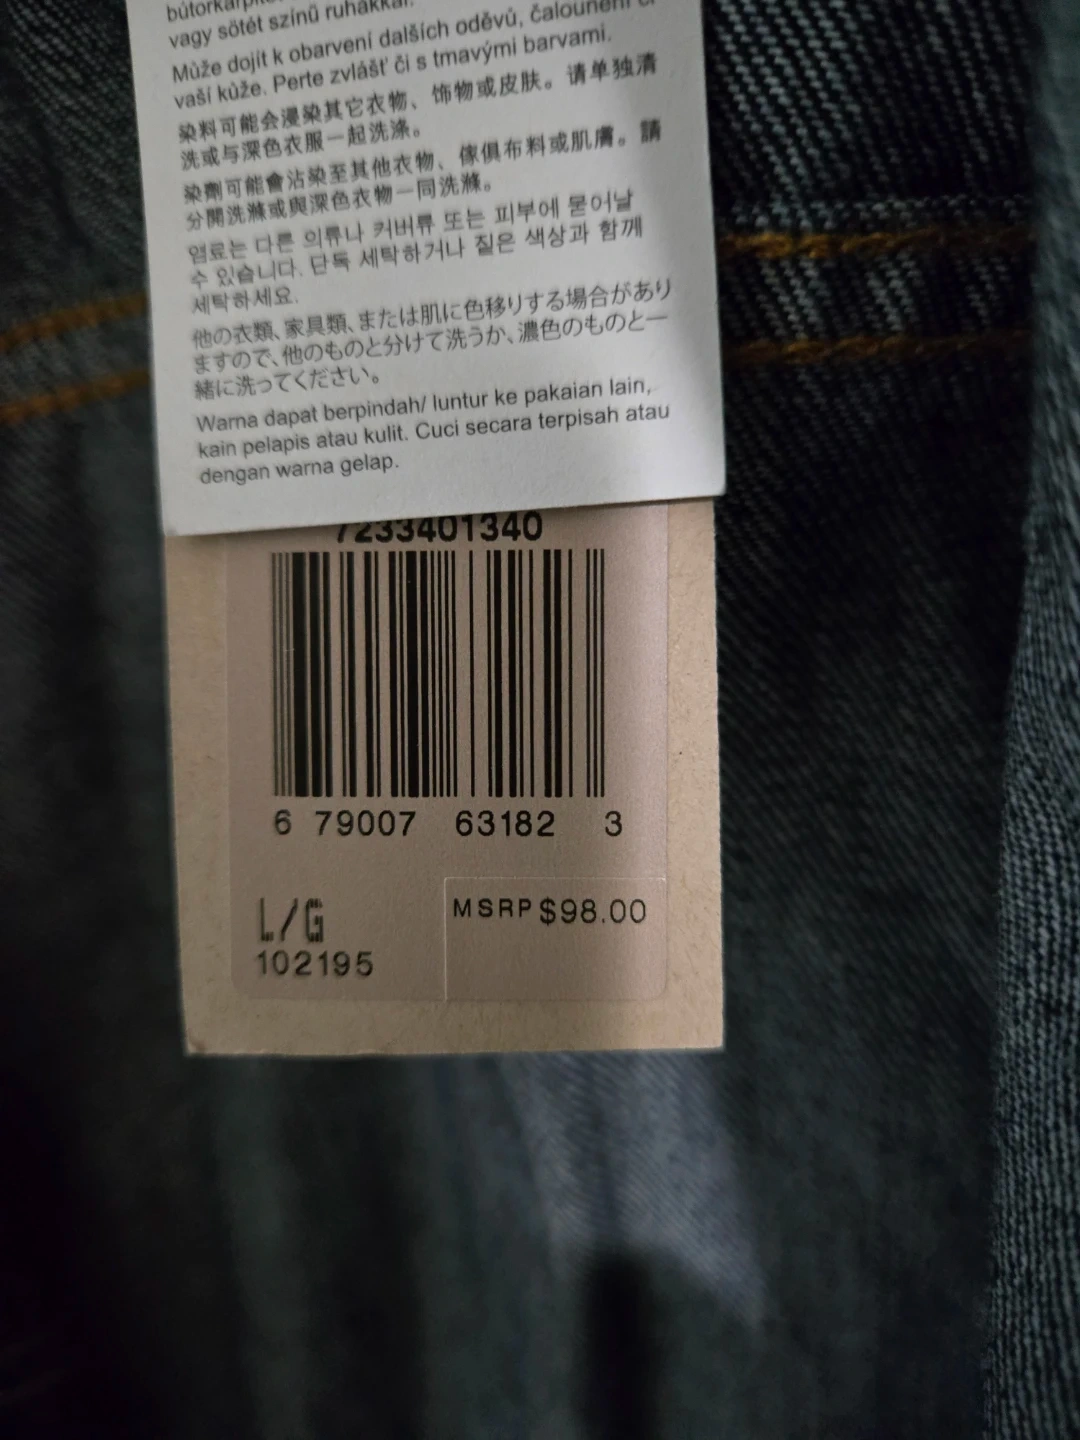 vagy sötét színű ruhákkal.
Může dojít k obarvení dalších oděvů, čalounění či
vaší kůže. Perte zvlášť či s tmavými barvami.
染料可能会浸染其它衣物、饰物或皮肤。请单独清
洗或与深色衣服一起洗涤。
染劑可能會沾染至其他衣物、傢俱布料或肌膚。請
分開洗滌或與深色衣物一同洗滌。
염료는 다른 의류나 커버류 또는 피부에 묻어날
수 있습니다. 단독 세탁하거나 짙은 색상과 함께
세탁하세요.
他の衣類、家具類、または肌に色移りする場合があり
ますので、他のものと分けて洗うか、濃色のものと一
緒に洗ってください。
Warna dapat berpindah/ luntur ke pakaian lain,
kain pelapis atau kulit. Cuci secara terpisah atau
dengan warna gelap.
7233401340
6 79007 63182 3
L/G
MSRP $98.00
102195